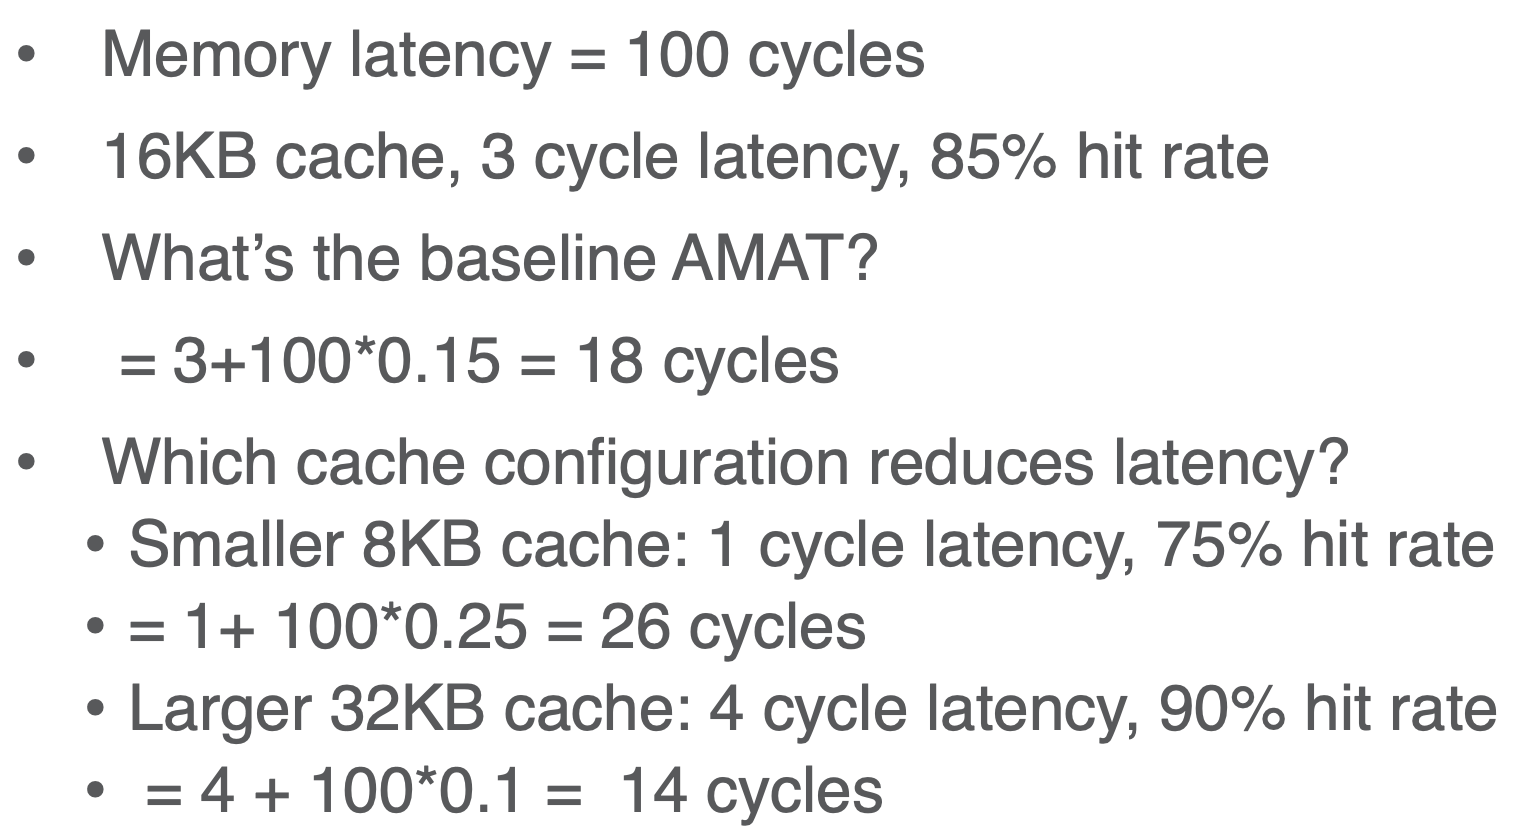 • Memory latency = 100 cycles
• 16KB cache, 3 cycle latency, 85% hit rate
• What’s the baseline AMAT?
• = 3+100*0.15 = 18 cycles
• Which cache configuration reduces latency?
• Smaller 8KB cache: 1 cycle latency, 75% hit rate
• = 1+ 100*0.25 = 26 cycles
• Larger 32KB cache: 4 cycle latency, 90% hit rate
• = 4 + 100*0.1 = 14 cycles